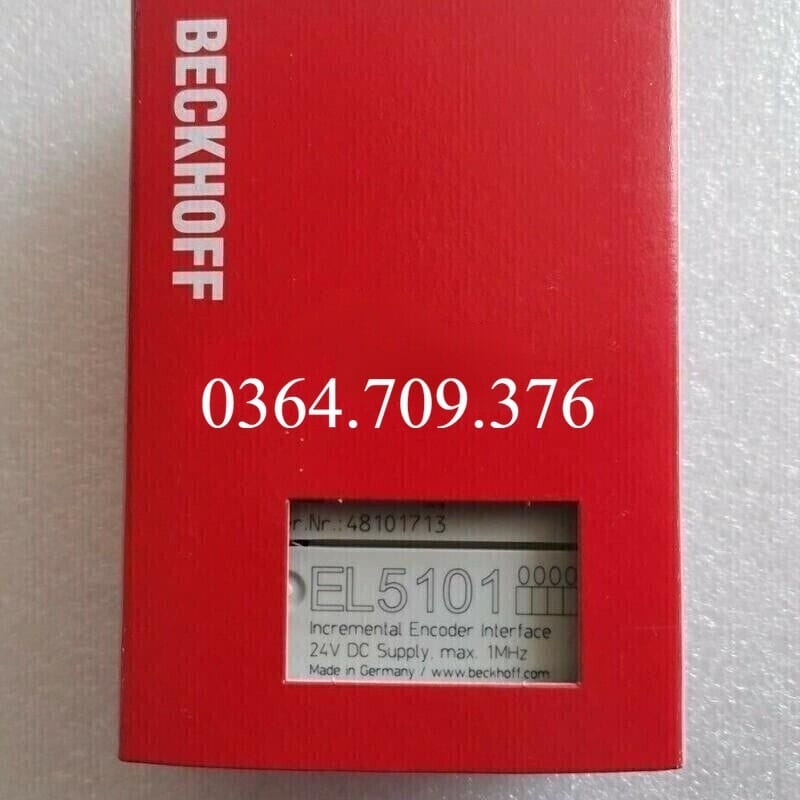 BECKHOFF
0364.709.376
r.Nr.:48101713
EL5101 0000
Incremental Encoder Interface
24V DC Supply, max. 1MHz
Made in Germany / www.beckhoff.com